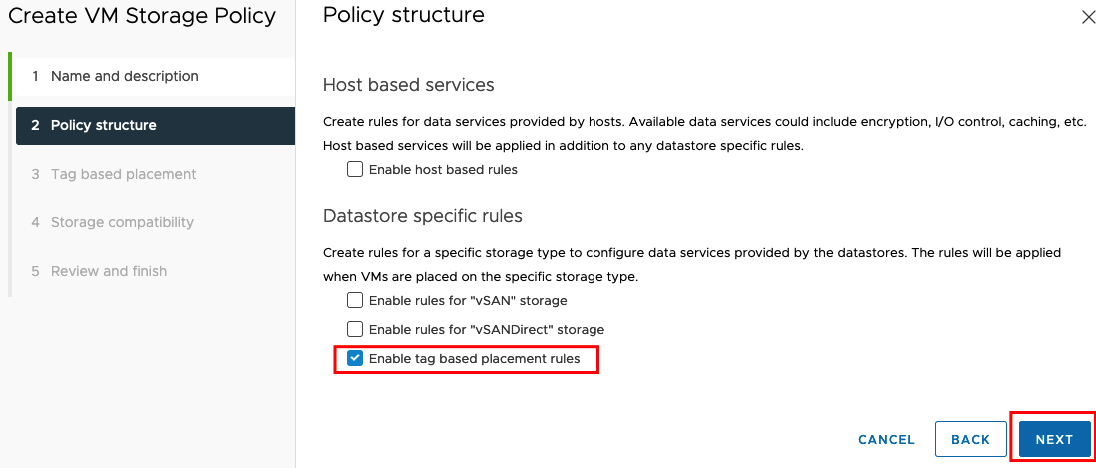 Create VM Storage Policy
1 Name and description
2 Policy structure
3 Tag based placement
4 Storage compatibility
5 Review and finish
Policy structure
Host based services
Create rules for data services provided by hosts. Available data services could include encryption, I/O control, caching, etc.
Host based services will be applied in addition to any datastore specific rules.
Enable host based rules
Datastore specific rules
Create rules for a specific storage type to configure data services provided by the datastores. The rules will be applied
when VMs are placed on the specific storage type.
Enable rules for "vSAN" storage
Enable rules for "vSANDirect" storage
Enable tag based placement rules
CANCEL BACK NEXT